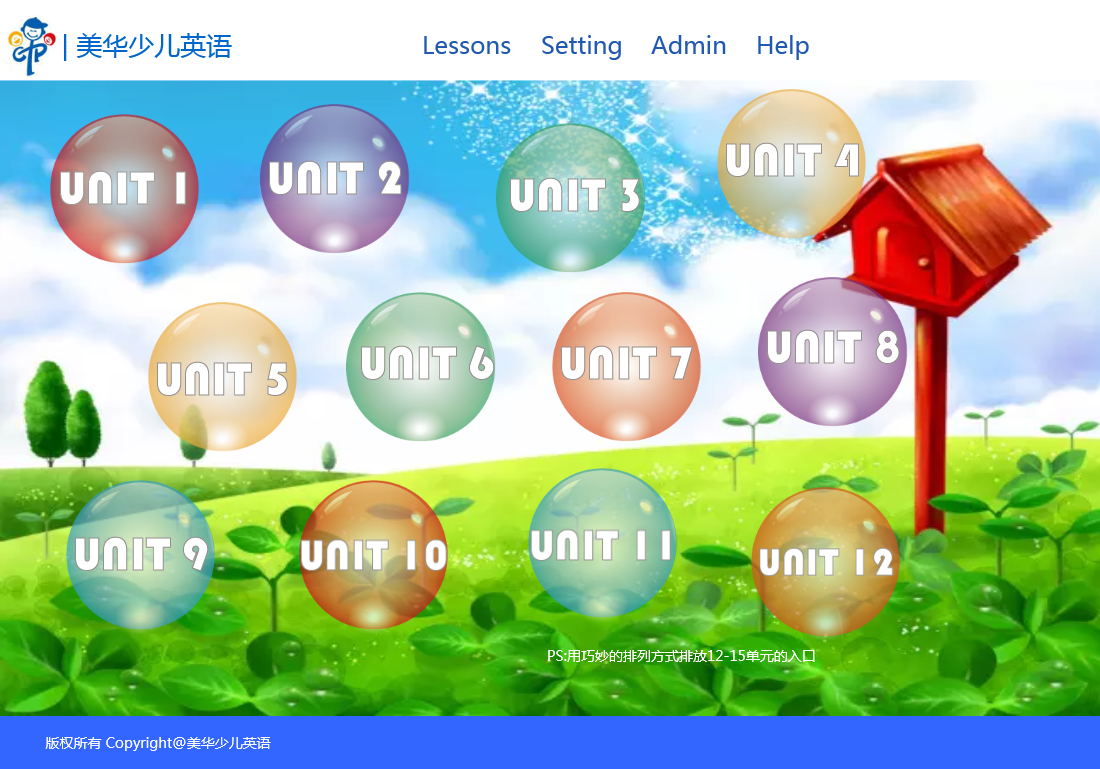 | 美华少儿英语
Lessons Setting Admin Help
UNIT 1
UNIT 2
UNIT 3
UNIT 4
UNIT 5
UNIT 6
UNIT 7
UNIT 8
UNIT 9
UNIT 10
UNIT 11
UNIT 12
PS:用巧妙的排列方式排放12-15单元的入口
版权所有 Copyright@美华少儿英语